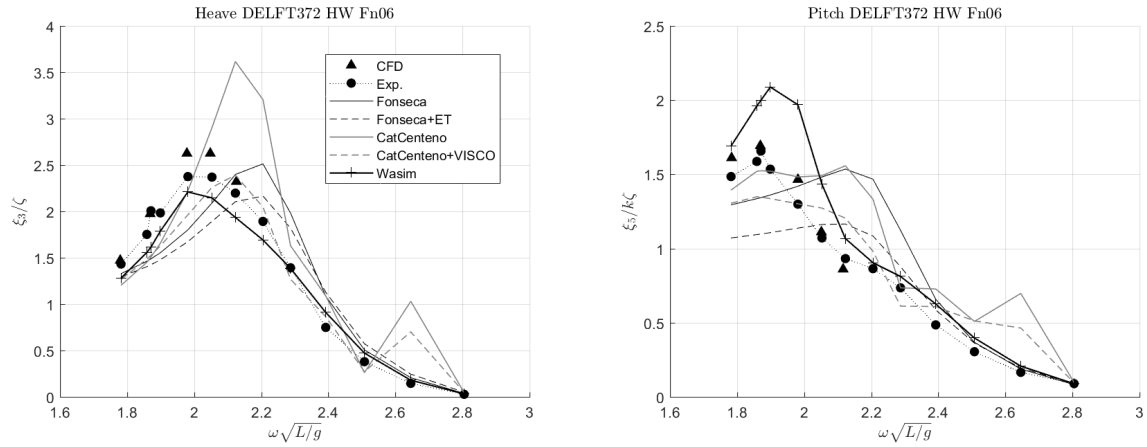 Heave DELFT372 HW Fn06
4
3.5
3
2.5
2
1.5
1
0.5
0
ξ₃/ζ
CFD
Exp.
Fonseca
Fonseca+ET
CatCenteno
CatCenteno+VISCO
Wasim
1.6 1.8 2 2.2 2.4 2.6 2.8 3
ω√L/g
Pitch DELFT372 HW Fn06
2.5
2
1.5
1
0.5
0
ξ₅/kζ
1.6 1.8 2 2.2 2.4 2.6 2.8 3
ω√L/g